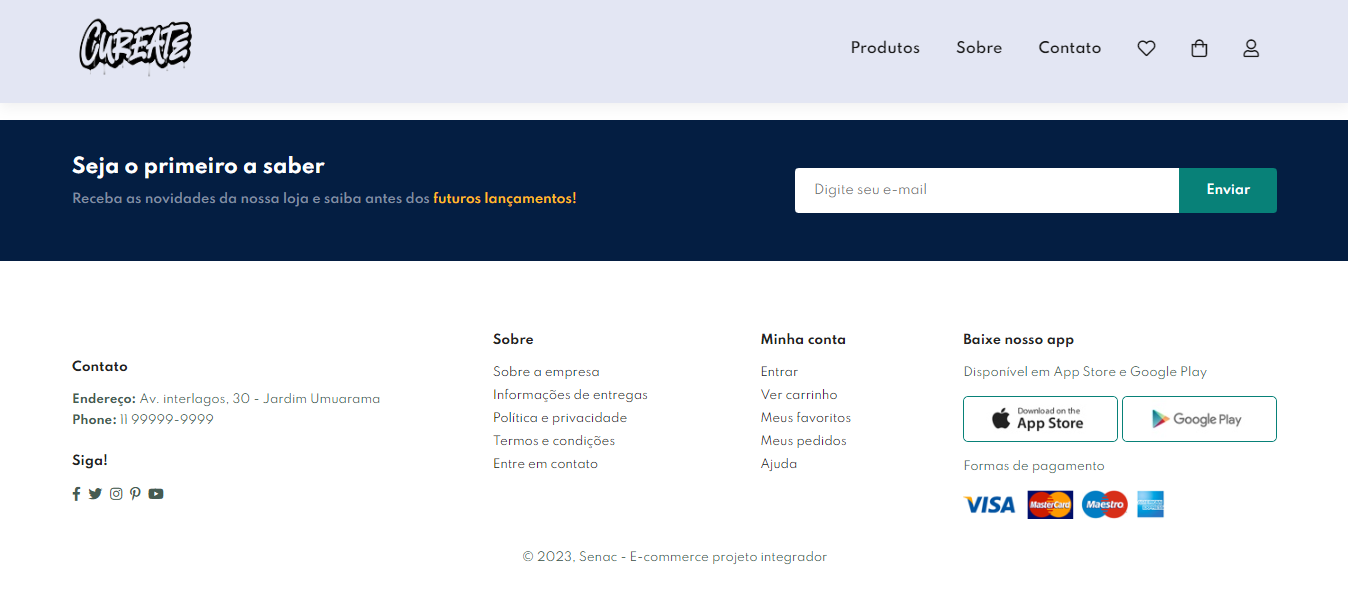 CUREATE
Produtos Sobre Contato
Seja o primeiro a saber
Receba as novidades da nossa loja e saiba antes dos futuros lançamentos!
Digite seu e-mail
Enviar
Contato
Endereço: Av. interlagos, 30 - Jardim Umuarama
Phone: 11 99999-9999
Siga!
Sobre
Sobre a empresa
Informações de entregas
Política e privacidade
Termos e condições
Entre em contato
Minha conta
Entrar
Ver carrinho
Meus favoritos
Meus pedidos
Ajuda
Baixe nosso app
Disponível em App Store e Google Play
Download on the
App Store
Google Play
Formas de pagamento
VISA MasterCard Maestro
© 2023, Senac - E-commerce projeto integrador